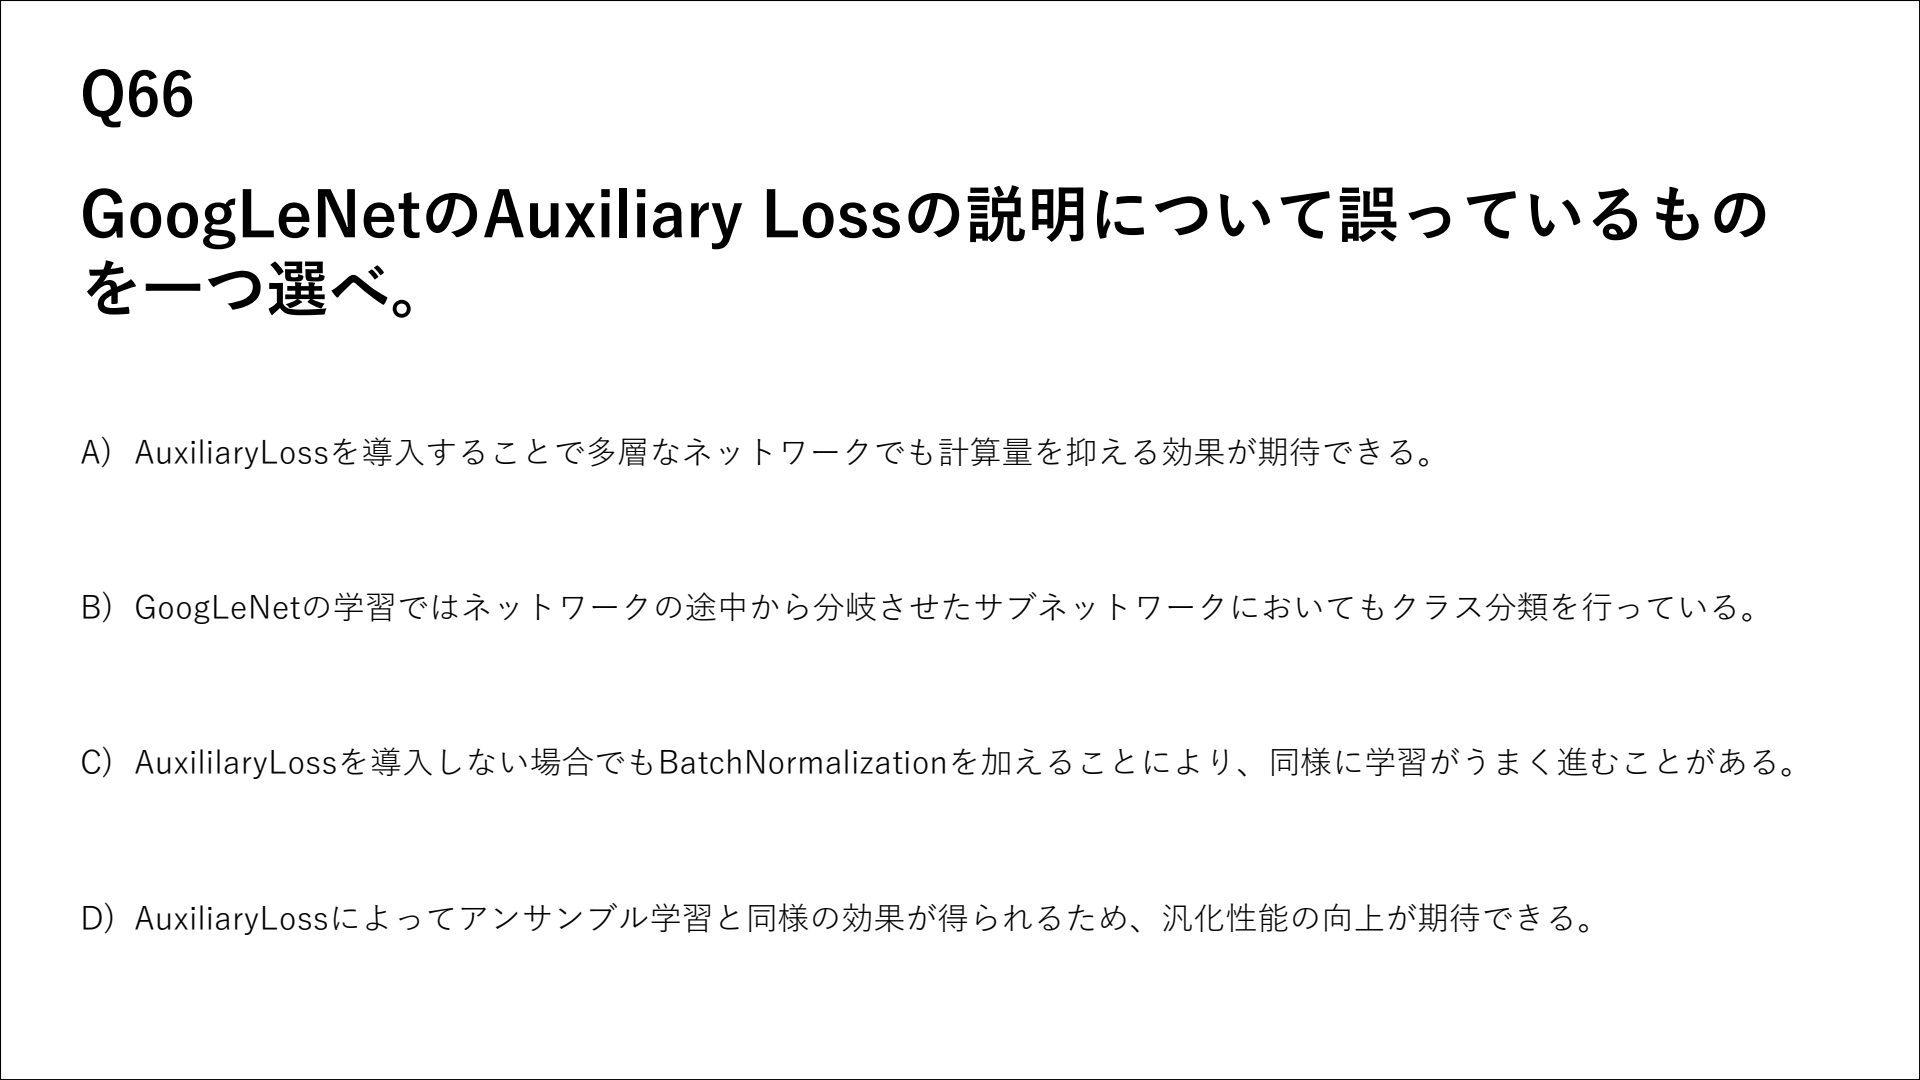 Q66
GoogLeNetのAuxiliary Lossの説明について誤っているもの
を一つ選べ。
A）AuxiliaryLossを導入することで多層なネットワークでも計算量を抑える効果が期待できる。
B）GoogLeNetの学習ではネットワークの途中から分岐させたサブネットワークにおいてもクラス分類を行っている。
C）AuxililaryLossを導入しない場合でもBatchNormalizationを加えることにより、同様に学習がうまく進むことがある。
D）AuxiliaryLossによってアンサンブル学習と同様の効果が得られるため、汎化性能の向上が期待できる。